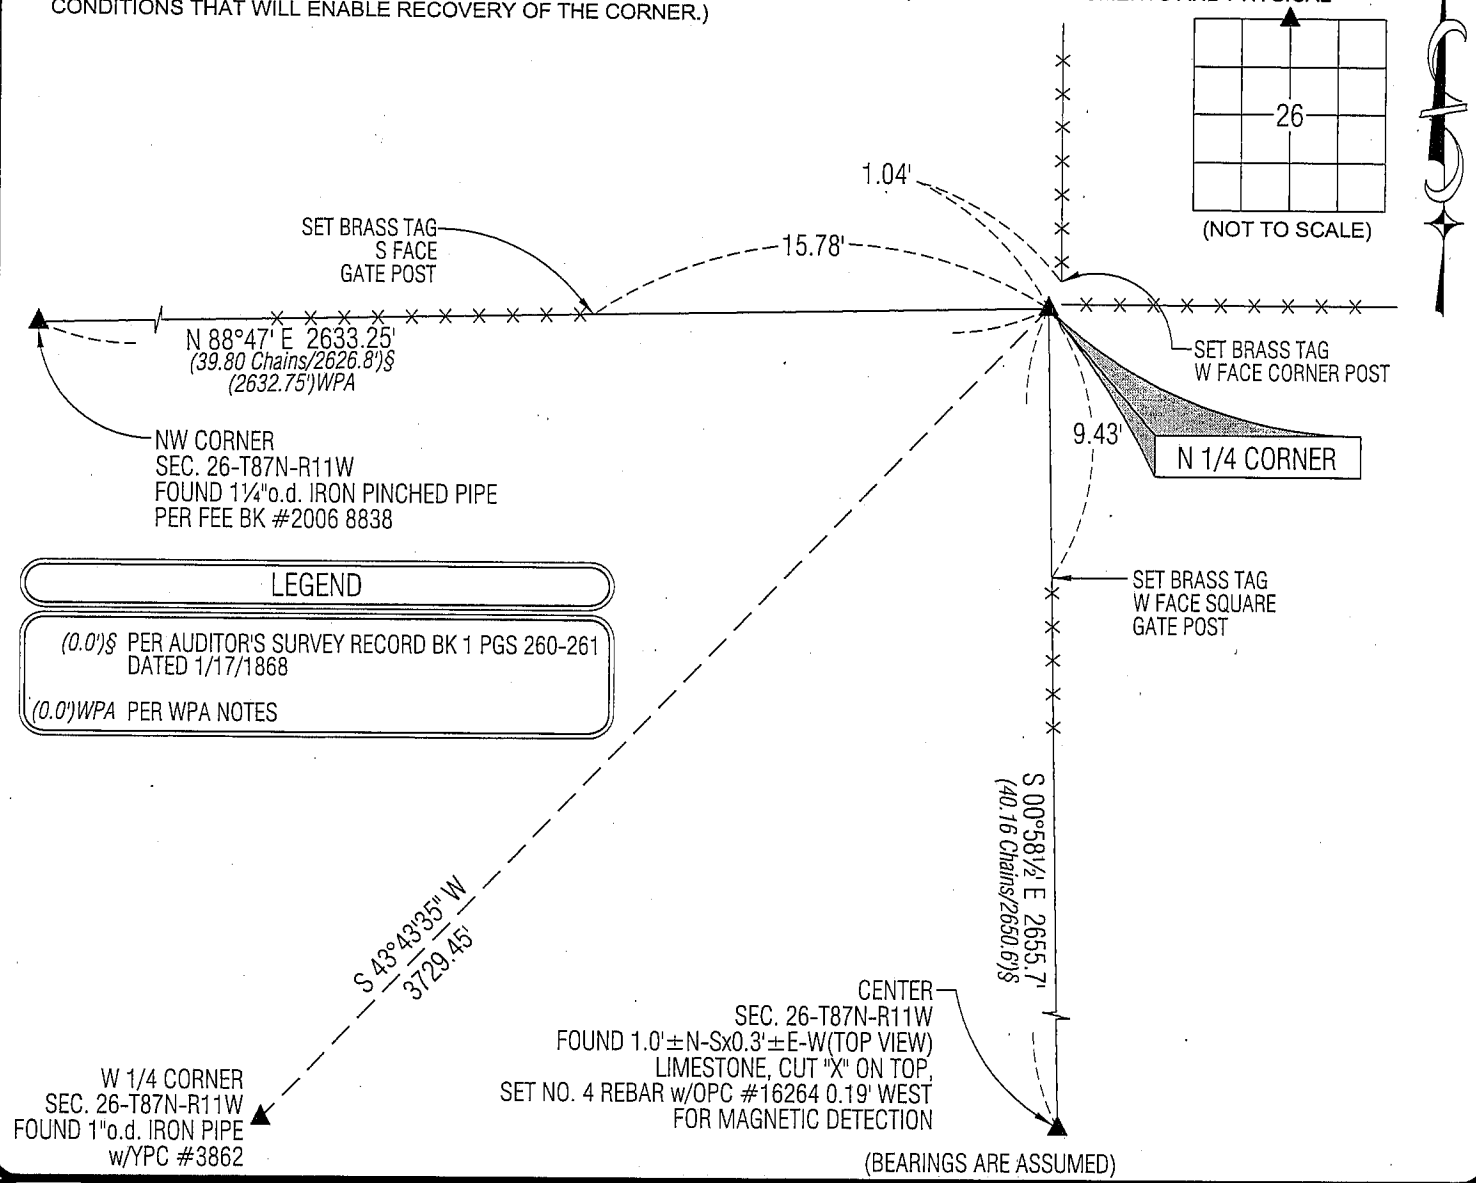 CONDITIONS THAT WILL ENABLE RECOVERY OF THE CORNER.)
26
(NOT TO SCALE)
1.04'
15.78'
SET BRASS TAG
S FACE
GATE POST
N 88°47' E 2633.25'
(39.80 Chains/2626.8')§
(2632.75')WPA
SET BRASS TAG
W FACE CORNER POST
9.43'
N 1/4 CORNER
NW CORNER
SEC. 26-T87N-R11W
FOUND 1¼"o.d. IRON PINCHED PIPE
PER FEE BK #2006 8838
LEGEND
(0.0')§ PER AUDITOR'S SURVEY RECORD BK 1 PGS 260-261
DATED 1/17/1868
(0.0')WPA PER WPA NOTES
SET BRASS TAG
W FACE SQUARE
GATE POST
S 00°58½' E 2655.7'
(40.16 Chains/2650.6')§
S 43°43'35" W
3729.45'
CENTER
SEC. 26-T87N-R11W
FOUND 1.0'±N-Sx0.3'±E-W(TOP VIEW)
LIMESTONE, CUT "X" ON TOP,
SET NO. 4 REBAR w/OPC #16264 0.19' WEST
FOR MAGNETIC DETECTION
W 1/4 CORNER
SEC. 26-T87N-R11W
FOUND 1"o.d. IRON PIPE
w/YPC #3862
(BEARINGS ARE ASSUMED)